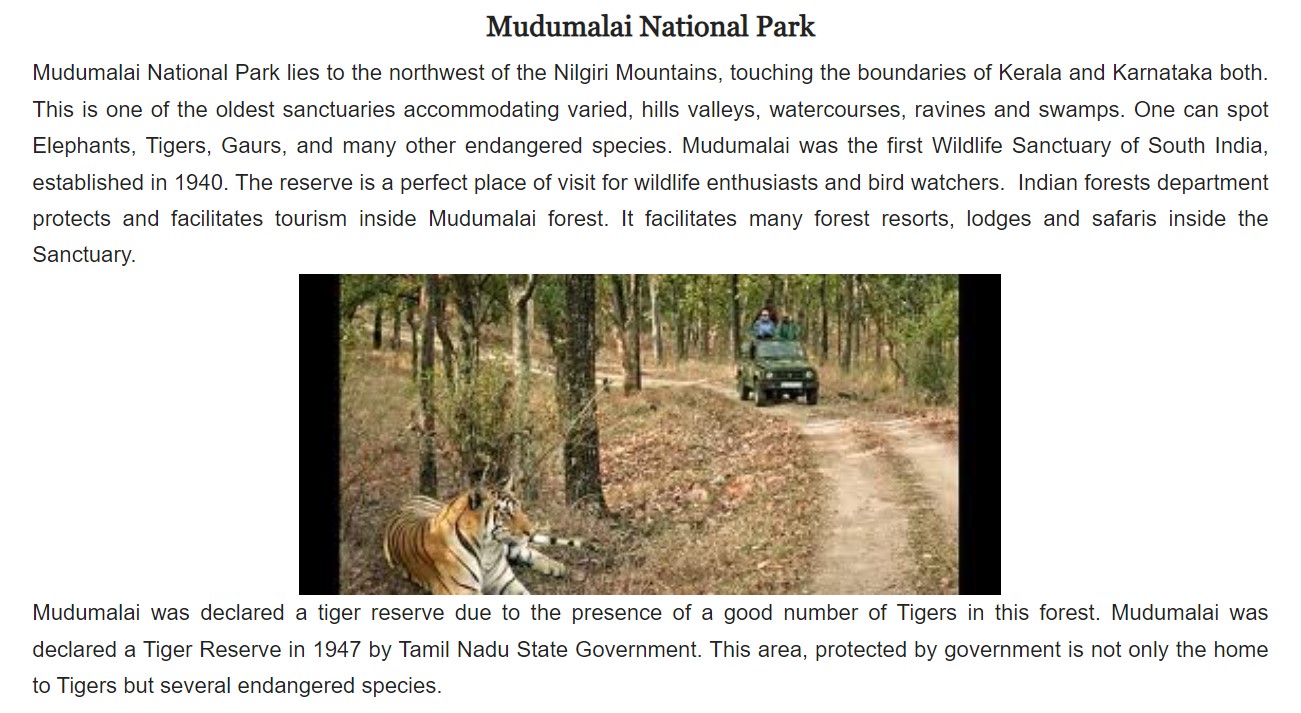 Mudumalai National Park
Mudumalai National Park lies to the northwest of the Nilgiri Mountains, touching the boundaries of Kerala and Karnataka both.
This is one of the oldest sanctuaries accommodating varied, hills valleys, watercourses, ravines and swamps. One can spot
Elephants, Tigers, Gaurs, and many other endangered species. Mudumalai was the first Wildlife Sanctuary of South India,
established in 1940. The reserve is a perfect place of visit for wildlife enthusiasts and bird watchers.  Indian forests department
protects and facilitates tourism inside Mudumalai forest. It facilitates many forest resorts, lodges and safaris inside the
Sanctuary.
Mudumalai was declared a tiger reserve due to the presence of a good number of Tigers in this forest. Mudumalai was
declared a Tiger Reserve in 1947 by Tamil Nadu State Government. This area, protected by government is not only the home
to Tigers but several endangered species.